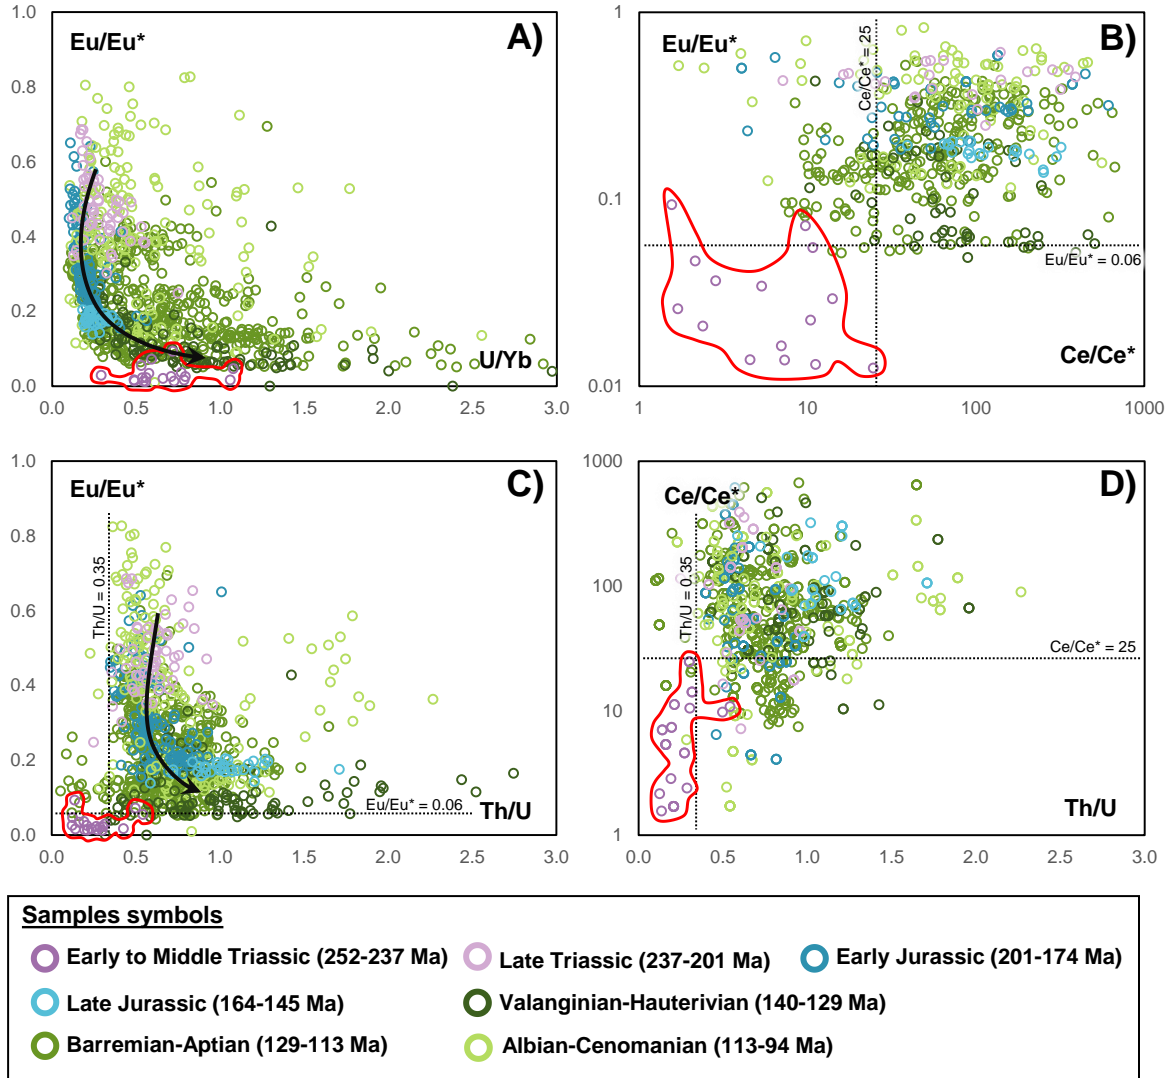 1.0
Eu/Eu*
A)
0.8
0.6
0.4
0.2
U/Yb
0.0
0.0 0.5 1.0 1.5 2.0 2.5 3.0
1
Eu/Eu*
Ce/Ce* = 25
B)
0.1
Eu/Eu* = 0.06
Ce/Ce*
0.01
1 10 100 1000
1.0
Eu/Eu*
C)
0.8
Th/U = 0.35
0.6
0.4
0.2
Eu/Eu* = 0.06
Th/U
0.0
0.0 0.5 1.0 1.5 2.0 2.5 3.0
1000
Ce/Ce*
D)
Th/U = 0.35
100
Ce/Ce* = 25
10
Th/U
1
0.0 0.5 1.0 1.5 2.0 2.5 3.0
Samples symbols
Early to Middle Triassic (252-237 Ma) Late Triassic (237-201 Ma) Early Jurassic (201-174 Ma)
Late Jurassic (164-145 Ma) Valanginian-Hauterivian (140-129 Ma)
Barremian-Aptian (129-113 Ma) Albian-Cenomanian (113-94 Ma)